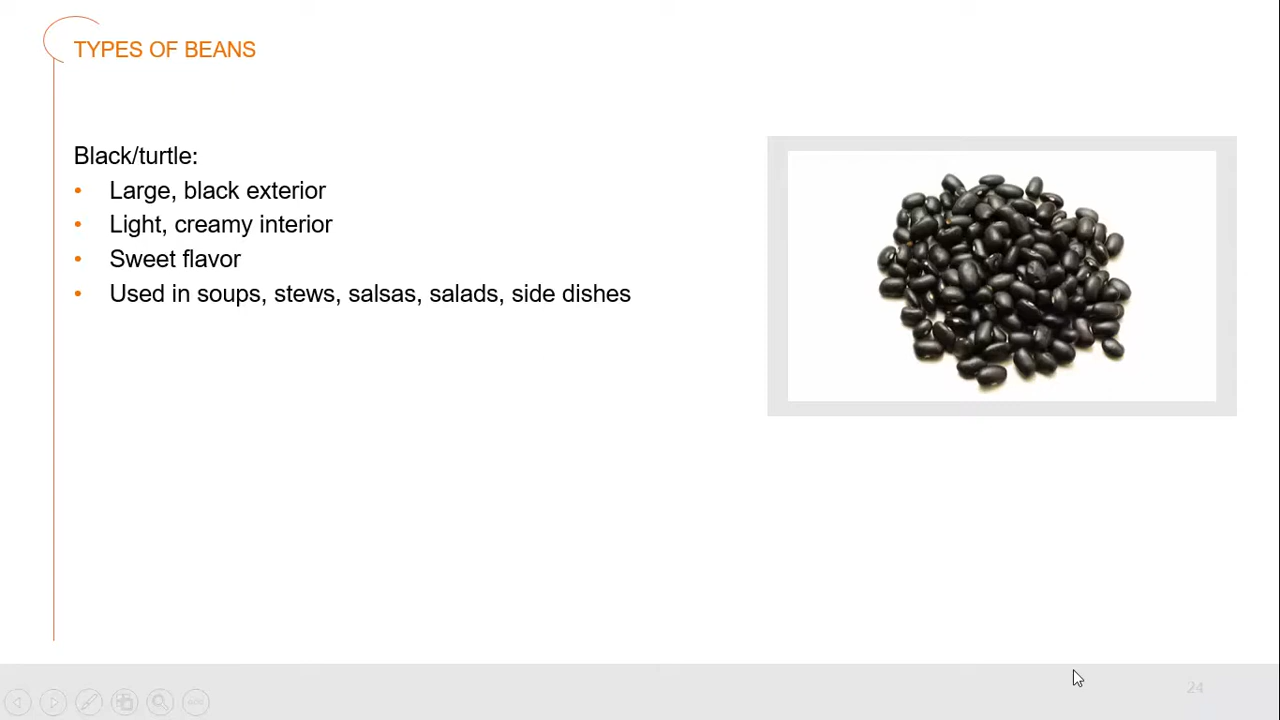 TYPES OF BEANS
Black/turtle:
• Large, black exterior
• Light, creamy interior
• Sweet flavor
• Used in soups, stews, salsas, salads, side dishes
24